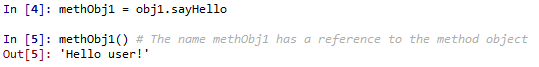 In [4]: methObj1 = obj1.sayHello
In [5]: methObj1() # The name methObj1 has a reference to the method object
Out[5]: 'Hello user!'